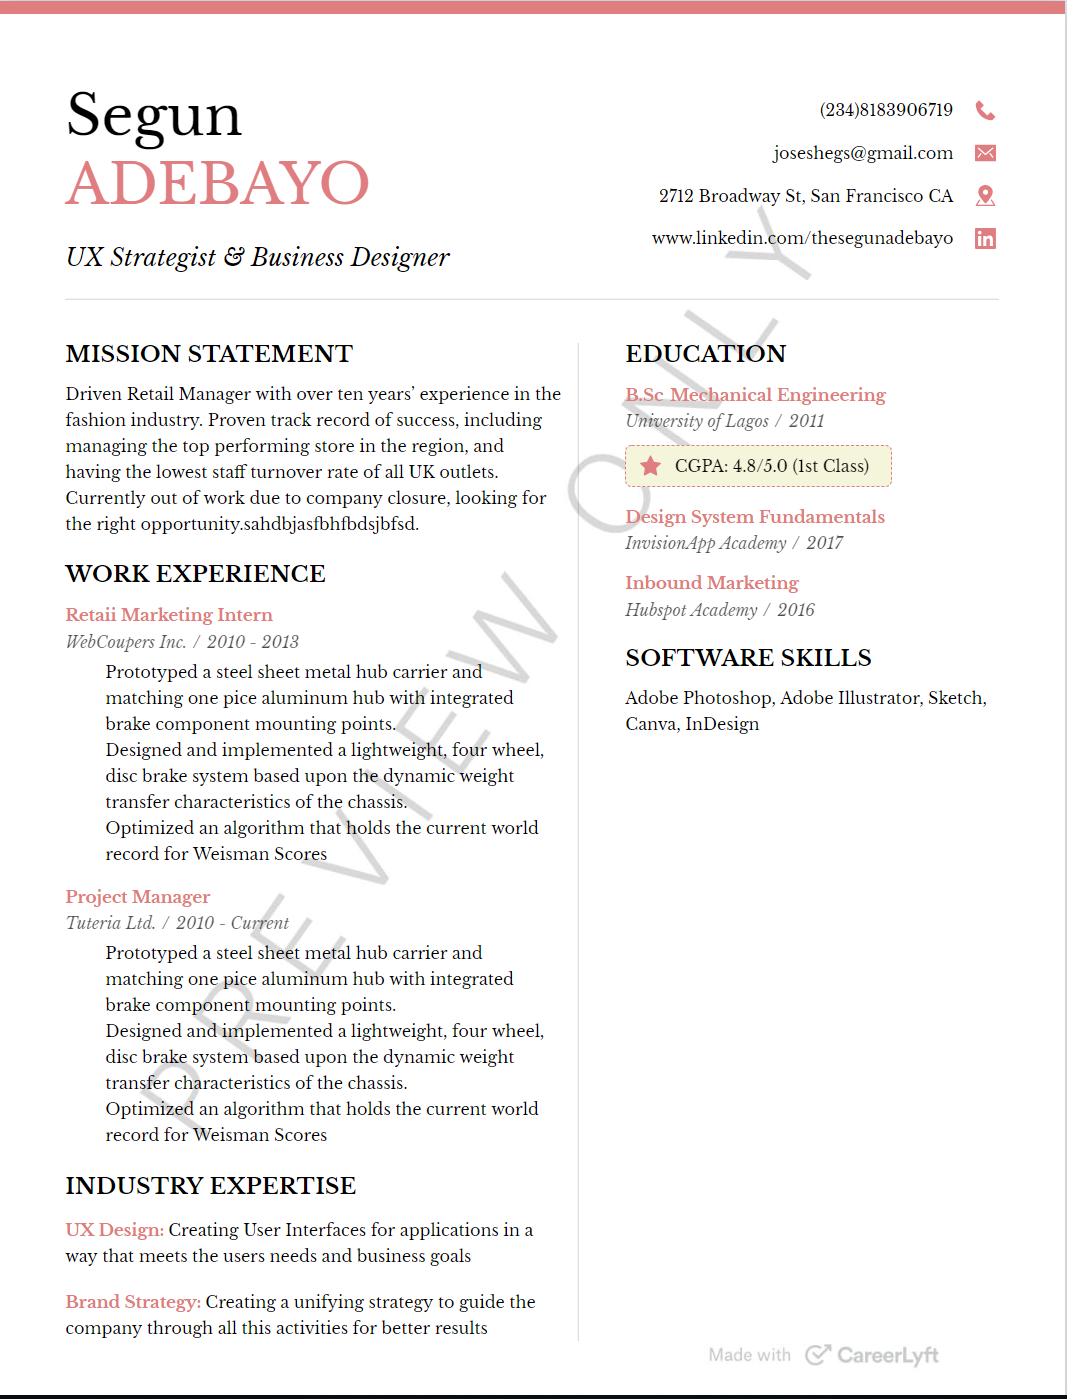 Segun
ADEBAYO
UX Strategist & Business Designer
(234)8183906719
joseshegs@gmail.com
2712 Broadway St, San Francisco CA
www.linkedin.com/thesegunadebayo
in
MISSION STATEMENT
Driven Retail Manager with over ten years’ experience in the
fashion industry. Proven track record of success, including
managing the top performing store in the region, and
having the lowest staff turnover rate of all UK outlets.
Currently out of work due to company closure, looking for
the right opportunity.sahdbjasfbhfbdsjbfsd.
WORK EXPERIENCE
Retaii Marketing Intern
WebCoupers Inc. / 2010 - 2013
Prototyped a steel sheet metal hub carrier and
matching one pice aluminum hub with integrated
brake component mounting points.
Designed and implemented a lightweight, four wheel,
disc brake system based upon the dynamic weight
transfer characteristics of the chassis.
Optimized an algorithm that holds the current world
record for Weisman Scores
Project Manager
Tuteria Ltd. / 2010 - Current
Prototyped a steel sheet metal hub carrier and
matching one pice aluminum hub with integrated
brake component mounting points.
Designed and implemented a lightweight, four wheel,
disc brake system based upon the dynamic weight
transfer characteristics of the chassis.
Optimized an algorithm that holds the current world
record for Weisman Scores
INDUSTRY EXPERTISE
UX Design: Creating User Interfaces for applications in a
way that meets the users needs and business goals
Brand Strategy: Creating a unifying strategy to guide the
company through all this activities for better results
EDUCATION
B.Sc Mechanical Engineering
University of Lagos / 2011
CGPA: 4.8/5.0 (1st Class)
Design System Fundamentals
InvisionApp Academy / 2017
Inbound Marketing
Hubspot Academy / 2016
SOFTWARE SKILLS
Adobe Photoshop, Adobe Illustrator, Sketch,
Canva, InDesign
PREVIEW ONLY
Made with CareerLyft